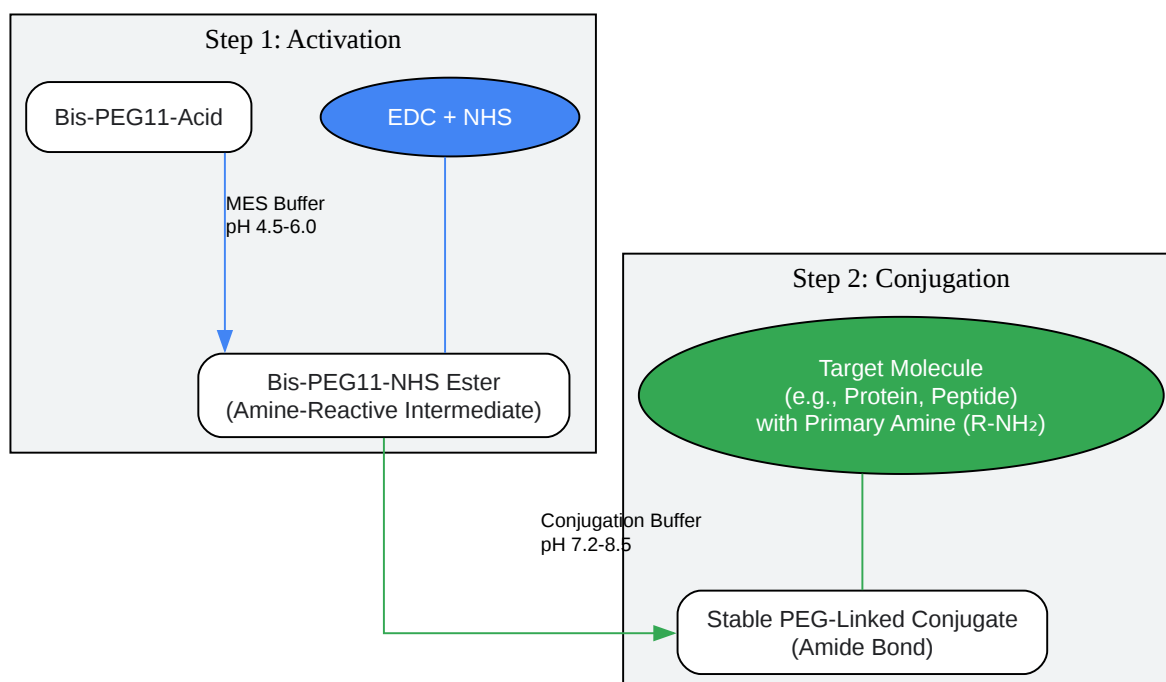 Step 1: Activation
Bis-PEG11-Acid
EDC + NHS
MES Buffer
pH 4.5-6.0
Bis-PEG11-NHS Ester
(Amine-Reactive Intermediate)
Step 2: Conjugation
Target Molecule
(e.g., Protein, Peptide)
with Primary Amine (R-NH₂)
Conjugation Buffer
pH 7.2-8.5
Stable PEG-Linked Conjugate
(Amide Bond)